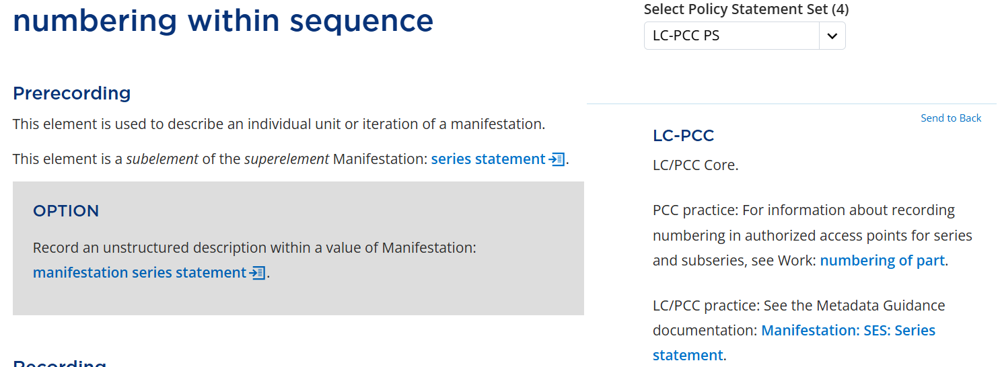 numbering within sequence
Prerecording
This element is used to describe an individual unit or iteration of a manifestation.
This element is a subelement of the superelement Manifestation: series statement.
OPTION
Record an unstructured description within a value of Manifestation:
manifestation series statement.
Recording
Select Policy Statement Set (4)
LC-PCC PS
Send to Back
LC-PCC
LC/PCC Core.
PCC practice: For information about recording
numbering in authorized access points for series
and subseries, see Work: numbering of part.
LC/PCC practice: See the Metadata Guidance
documentation: Manifestation: SES: Series
statement.